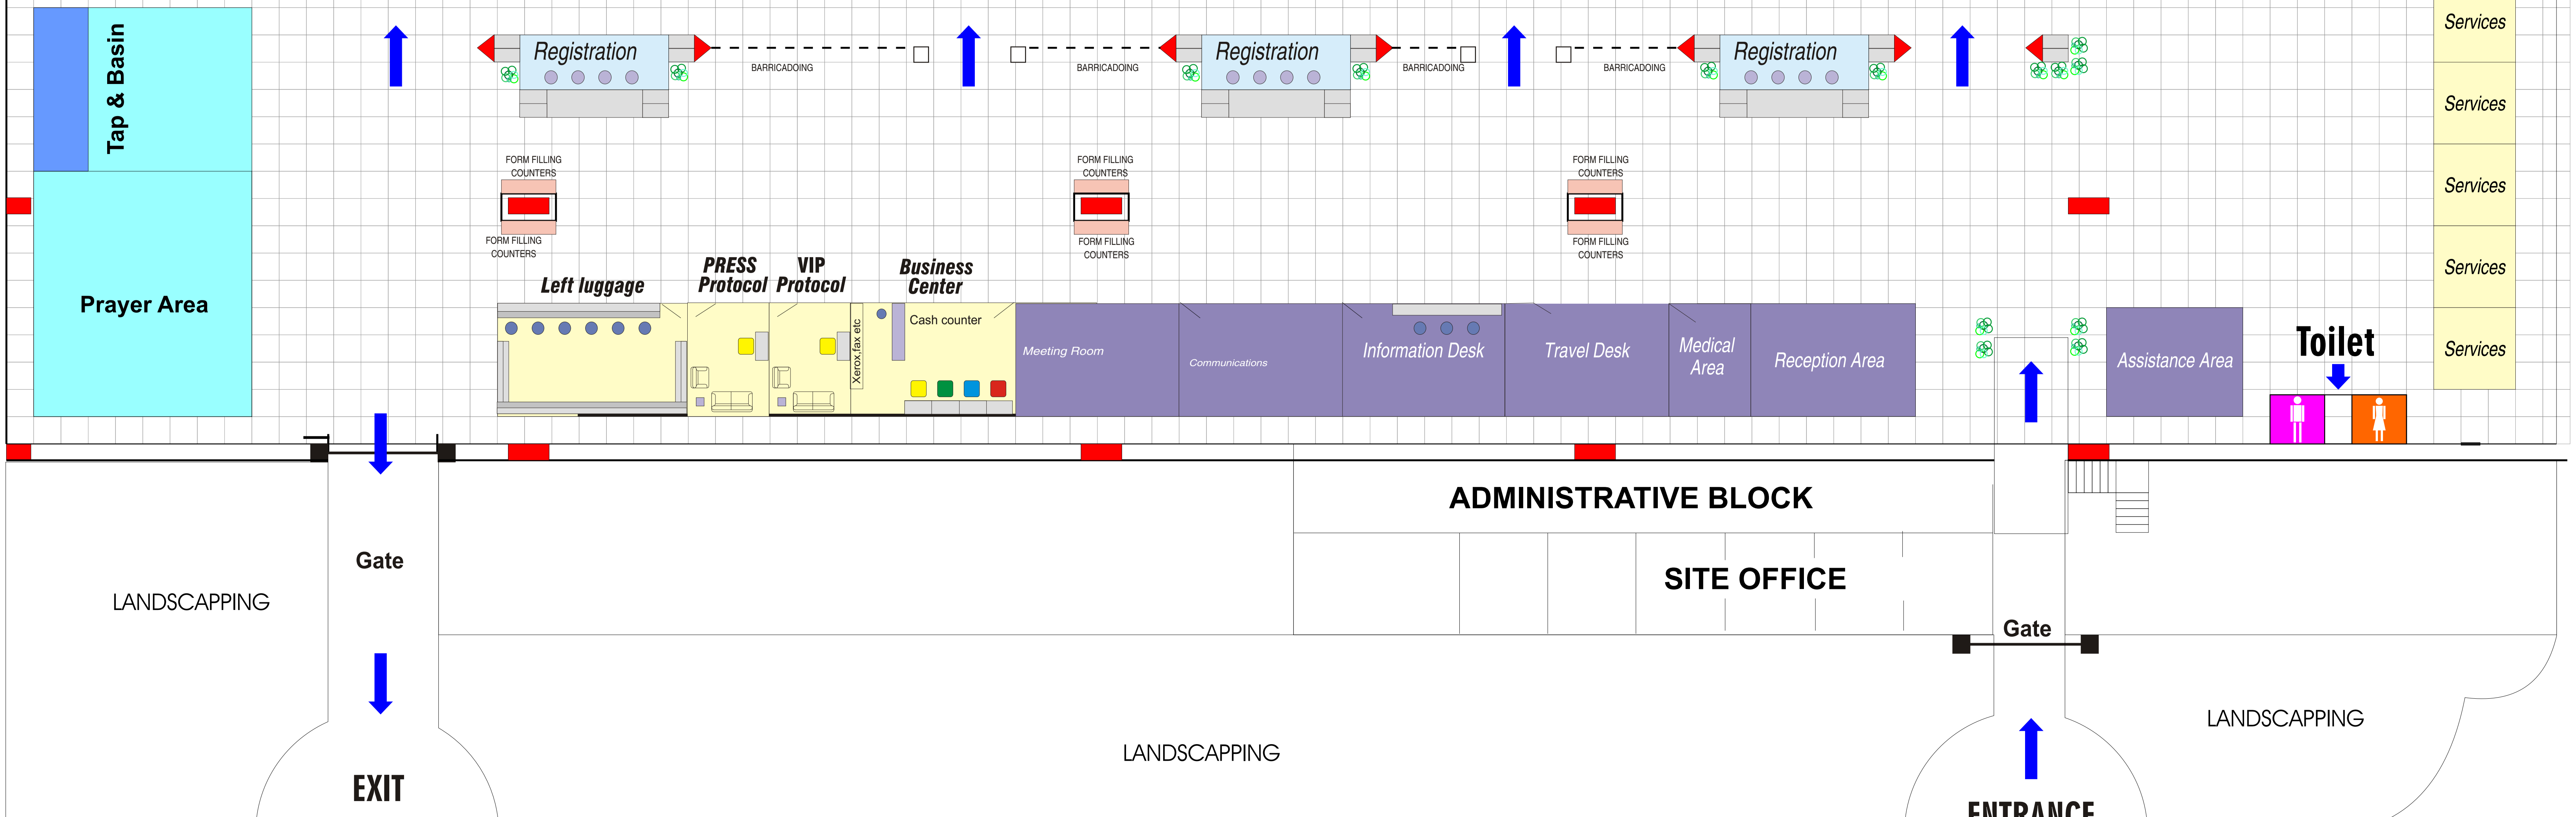 Tap & Basin
Registration
Registration
Registration
Services
BARRICADOING
BARRICADOING
BARRICADOING
BARRICADOING
Services
FORM FILLING
COUNTERS
FORM FILLING
COUNTERS
FORM FILLING
COUNTERS
Services
FORM FILLING
COUNTERS
FORM FILLING
COUNTERS
FORM FILLING
COUNTERS
Services
Prayer Area
Left luggage
PRESS
Protocol
VIP
Protocol
Business
Center
Xerox,fax etc
Cash counter
Meeting Room
Communications
Information Desk
Travel Desk
Medical
Area
Reception Area
Assistance Area
Toilet
Services
ADMINISTRATIVE BLOCK
SITE OFFICE
Gate
Gate
LANDSCAPPING
LANDSCAPPING
LANDSCAPPING
EXIT
ENTRANCE